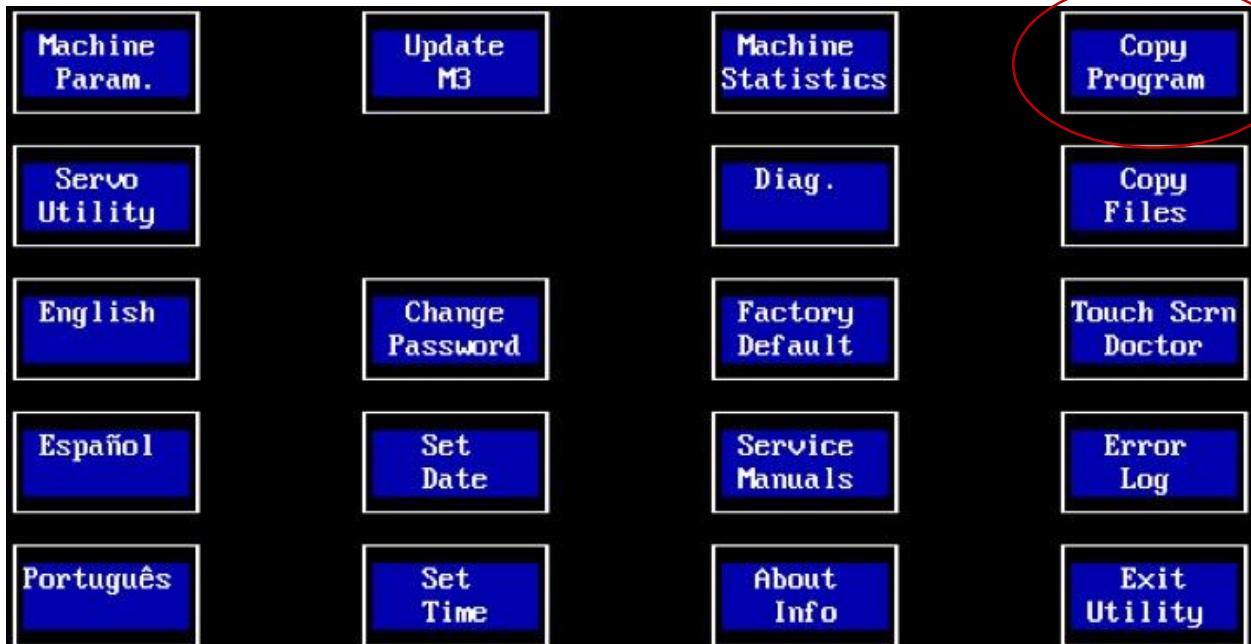 Machine
Param.
Update
M3
Machine
Statistics
Copy
Program
Servo
Utility
Diag.
Copy
Files
English
Change
Password
Factory
Default
Touch Scrn
Doctor
Español
Set
Date
Service
Manuals
Error
Log
Português
Set
Time
About
Info
Exit
Utility